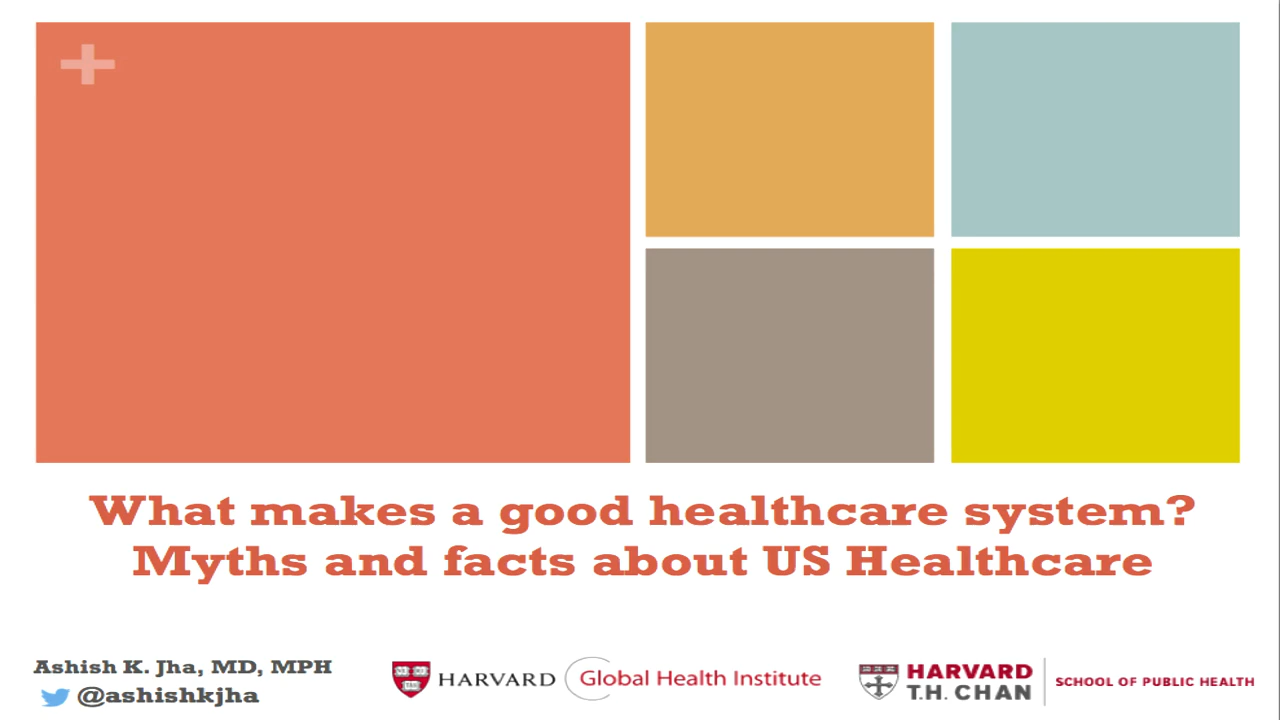 What makes a good healthcare system?
Myths and facts about US Healthcare
Ashish K. Jha, MD, MPH
@ashishkjha
HARVARD Global Health Institute
HARVARD
T.H. CHAN
SCHOOL OF PUBLIC HEALTH